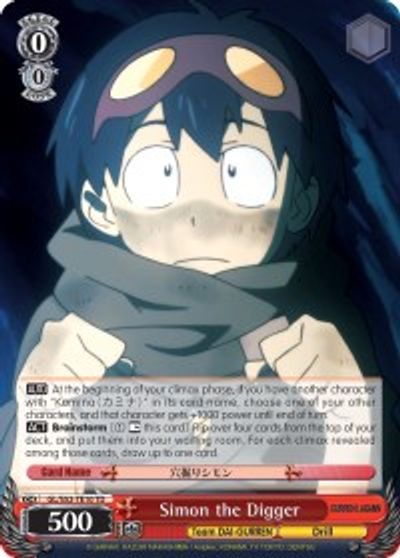 0
0
AUTO At the beginning of your climax phase, if you have another character
with "Kamina (カミナ)" in its card name, choose one of your other
characters, and that character gets +1000 power until end of turn.
ACT Brainstorm [(1) this card] Flip over four cards from the top of your
deck, and put them in your waiting room. For each climax revealed
among those cards, draw up to one card.
Card Name 穴掘りシモン
500
Simon the Digger
GURREN LAGANN
Team DAI-GURREN
Drill